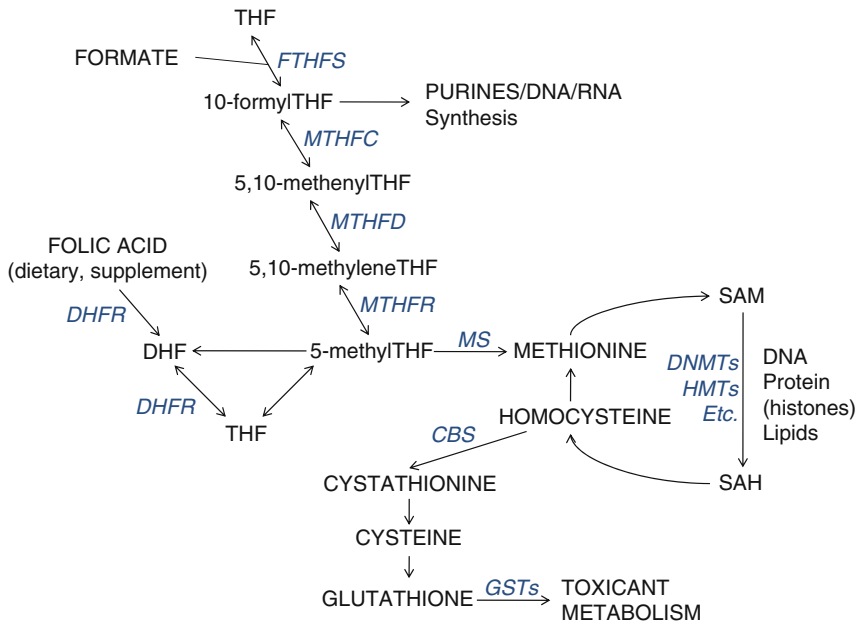 THF
FORMATE
FTHFS
10-formylTHF
PURINES/DNA/RNA
Synthesis
MTHFC
5,10-methenylTHF
MTHFD
FOLIC ACID
(dietary, supplement)
5,10-methyleneTHF
DHFR
MTHFR
SAM
DHF
5-methylTHF
MS
METHIONINE
DNMTs
HMTs
Etc.
DNA
Protein
(histones)
Lipids
DHFR
THF
HOMOCYSTEINE
CBS
CYSTATHIONINE
SAH
CYSTEINE
GLUTATHIONE
GSTs
TOXICANT
METABOLISM